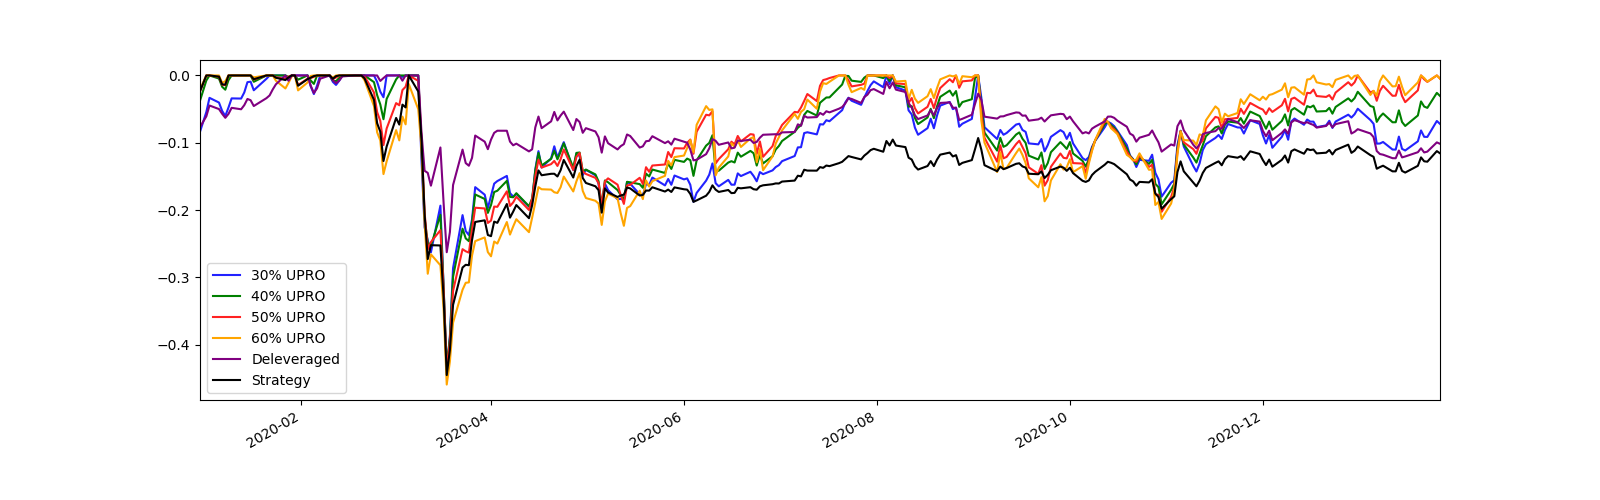 0.0
−0.1
−0.2
−0.3
−0.4
30% UPRO
40% UPRO
50% UPRO
60% UPRO
Deleveraged
Strategy
2020-02
2020-04
2020-06
2020-08
2020-10
2020-12